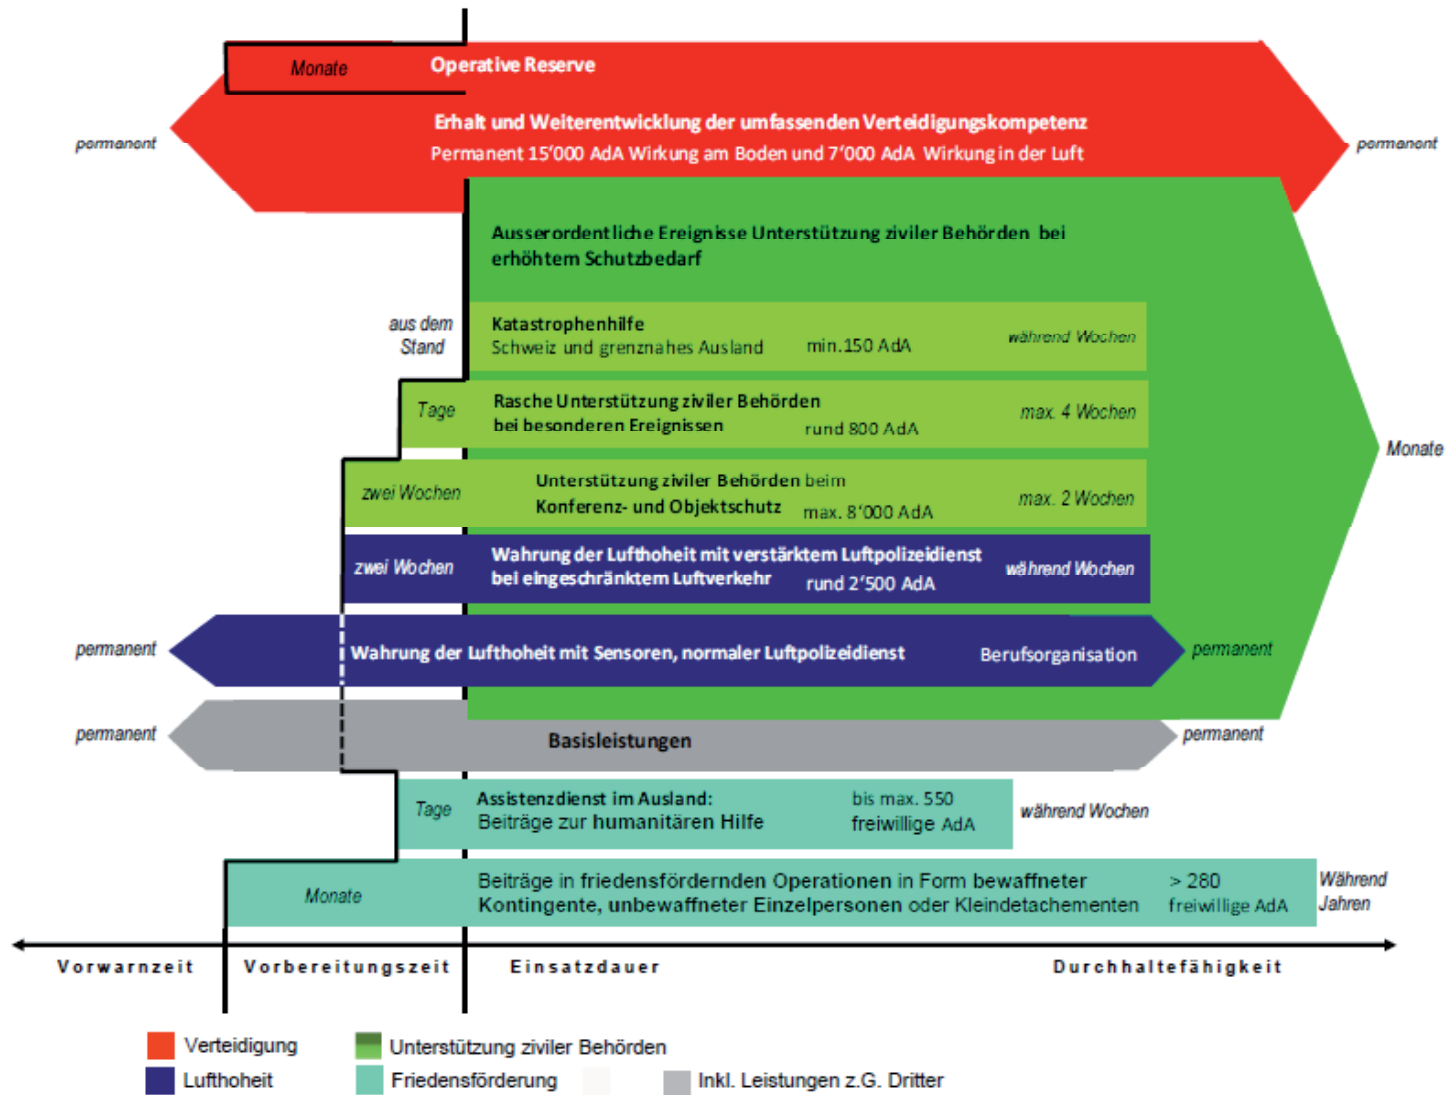 Monate
Operative Reserve
Erhalt und Weiterentwicklung der umfassenden Verteidigungskompetenz
permanent
permanent
Permanent 15'000 AdA Wirkung am Boden und 7'000 AdA Wirkung in der Luft
Ausserordentliche Ereignisse Unterstützung ziviler Behörden bei
erhöhtem Schutzbedarf
aus dem
Stand
Katastrophenhilfe
Schweiz und grenznahes Ausland
min.150 AdA
während Wochen
Tage
Rasche Unterstützung ziviler Behörden
bei besonderen Ereignissen
rund 800 AdA
max. 4 Wochen
Monate
zwei Wochen
Unterstützung ziviler Behörden beim
Konferenz- und Objektschutz
max. 8'000 AdA
max. 2 Wochen
zwei Wochen
Wahrung der Lufthoheit mit verstärktem Luftpolizeidienst
bei eingeschränktem Luftverkehr
rund 2'500 AdA
während Wochen
permanent
Wahrung der Lufthoheit mit Sensoren, normaler Luftpolizeidienst
Berufsorganisation
permanent
permanent
Basisleistungen
permanent
Tage
Assistenzdienst im Ausland:
Beiträge zur humanitären Hilfe
bis max. 550
freiwillige AdA
während Wochen
Monate
Beiträge in friedensfördernden Operationen in Form bewaffneter
Kontingente, unbewaffneter Einzelpersonen oder Kleindetachementen
> 280
freiwillige AdA
Während
Jahren
Vorwarnzeit
Vorbereitungszeit
Einsatzdauer
Durchhaltefähigkeit
Verteidigung
Unterstützung ziviler Behörden
Lufthoheit
Friedensförderung
Inkl. Leistungen z.G. Dritter